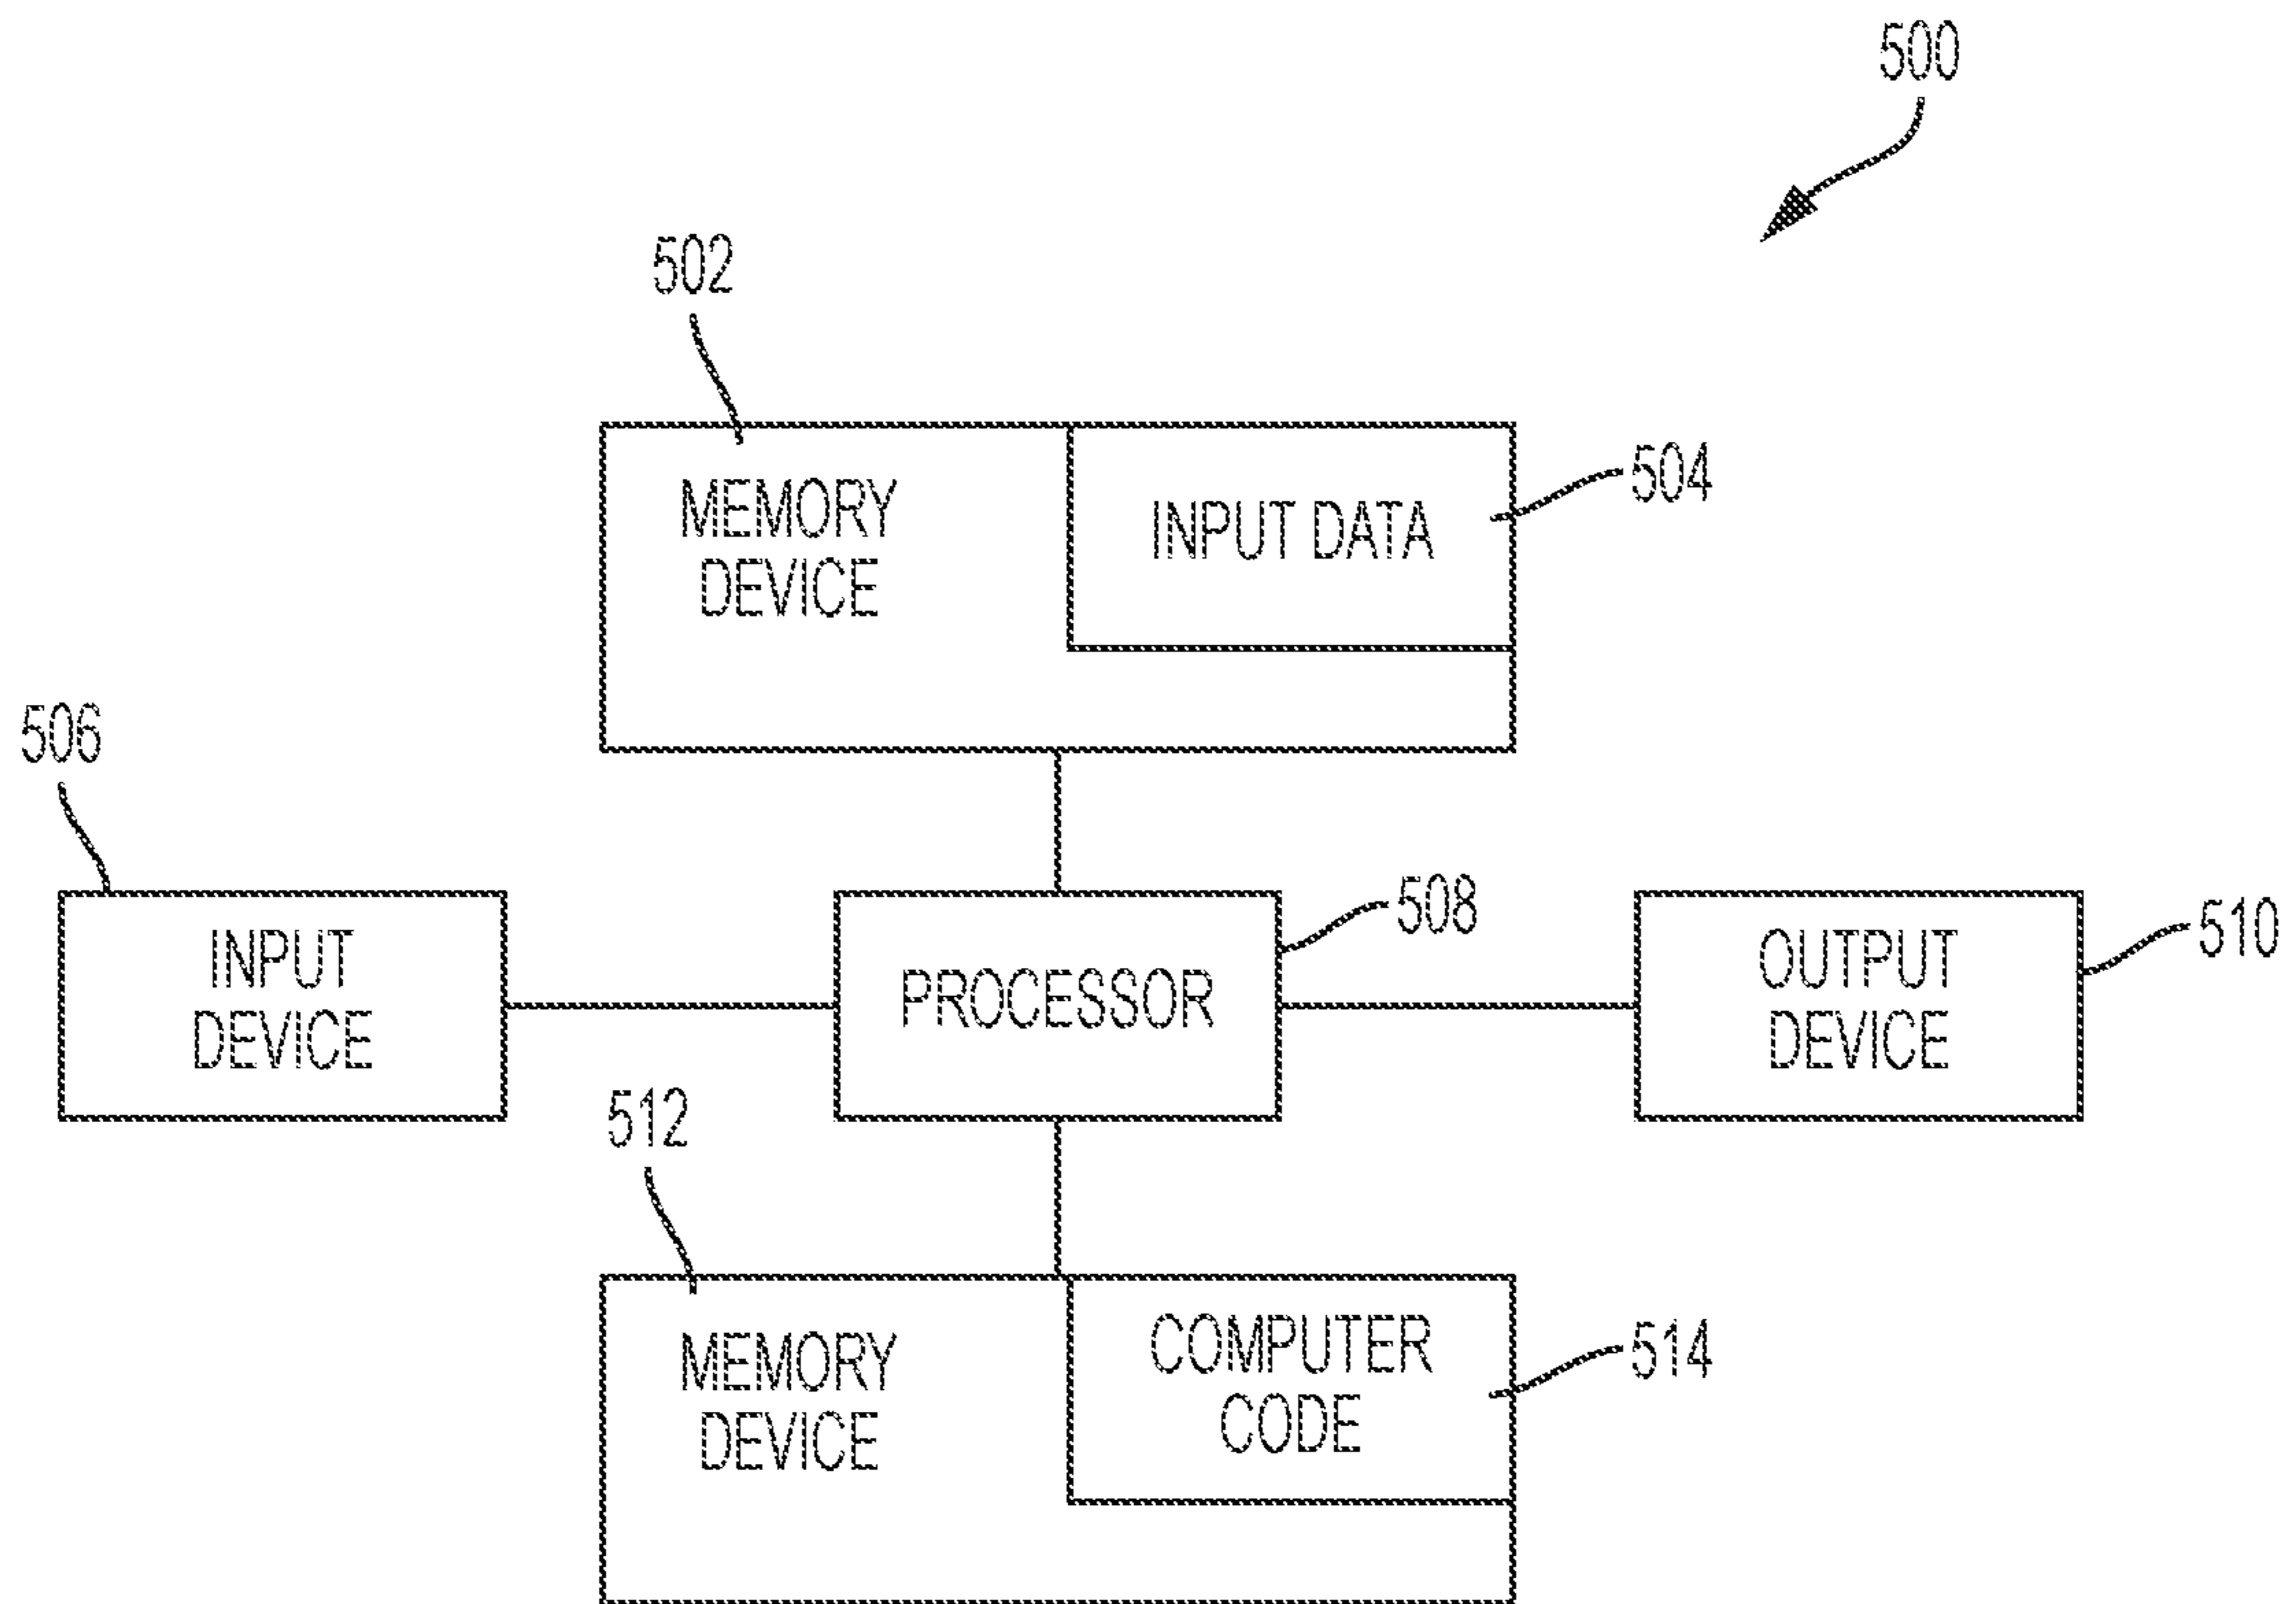 500
502
MEMORY
DEVICE
INPUT DATA
504
506
INPUT
DEVICE
PROCESSOR
508
OUTPUT
DEVICE
510
512
MEMORY
DEVICE
COMPUTER
CODE
514